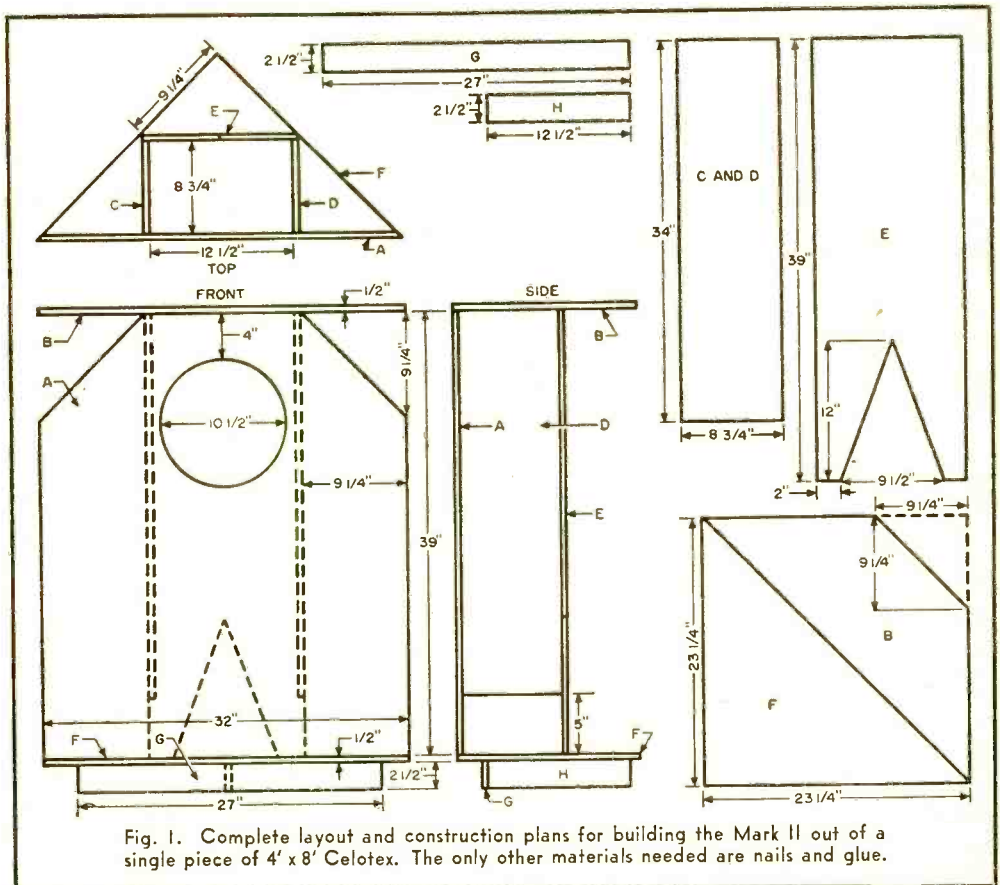 9 1/4"
E
8 3/4"
C
D
F
A
12 1/2"
TOP
2 1/2"
G
27"
2 1/2"
H
12 1/2"
C AND D
34"
8 3/4"
39"
E
12"
2"
9 1/2"
FRONT
1/2"
B
4"
9 1/4"
A
10 1/2"
9 1/4"
39"
32"
F
G
1/2"
2 1/2"
27"
SIDE
B
A
D
E
5"
F
H
G
9 1/4"
9 1/4"
B
23 1/4"
F
23 1/4"
Fig. 1. Complete layout and construction plans for building the Mark II out of a
single piece of 4' x 8' Celotex. The only other materials needed are nails and glue.